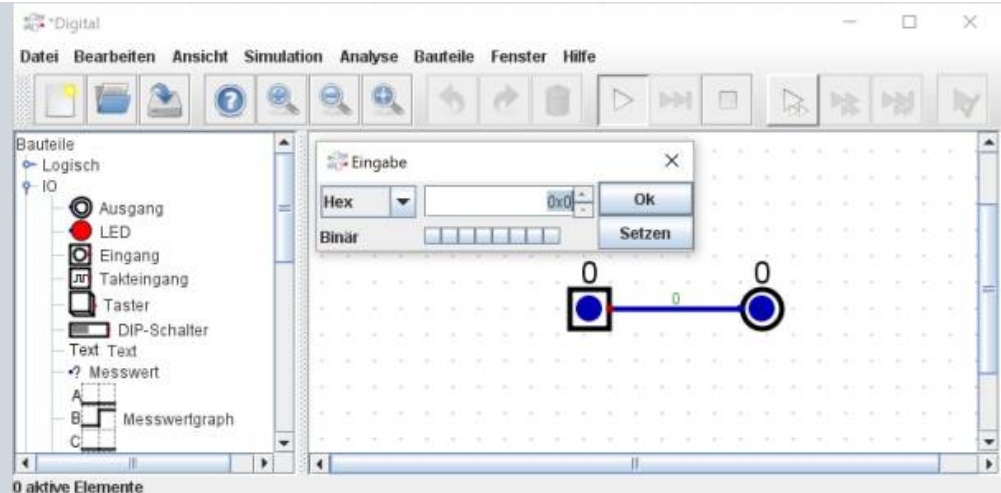 *Digital
Datei Bearbeiten Ansicht Simulation Analyse Bauteile Fenster Hilfe
Bauteile
Logisch
IO
Ausgang
LED
Eingang
Takteingang
Taster
DIP-Schalter
Text Text
? Messwert
A
B Messwertgraph
C
Eingabe
Hex 0x0 Ok
Binär Setzen
0 0
0
0 aktive Elemente